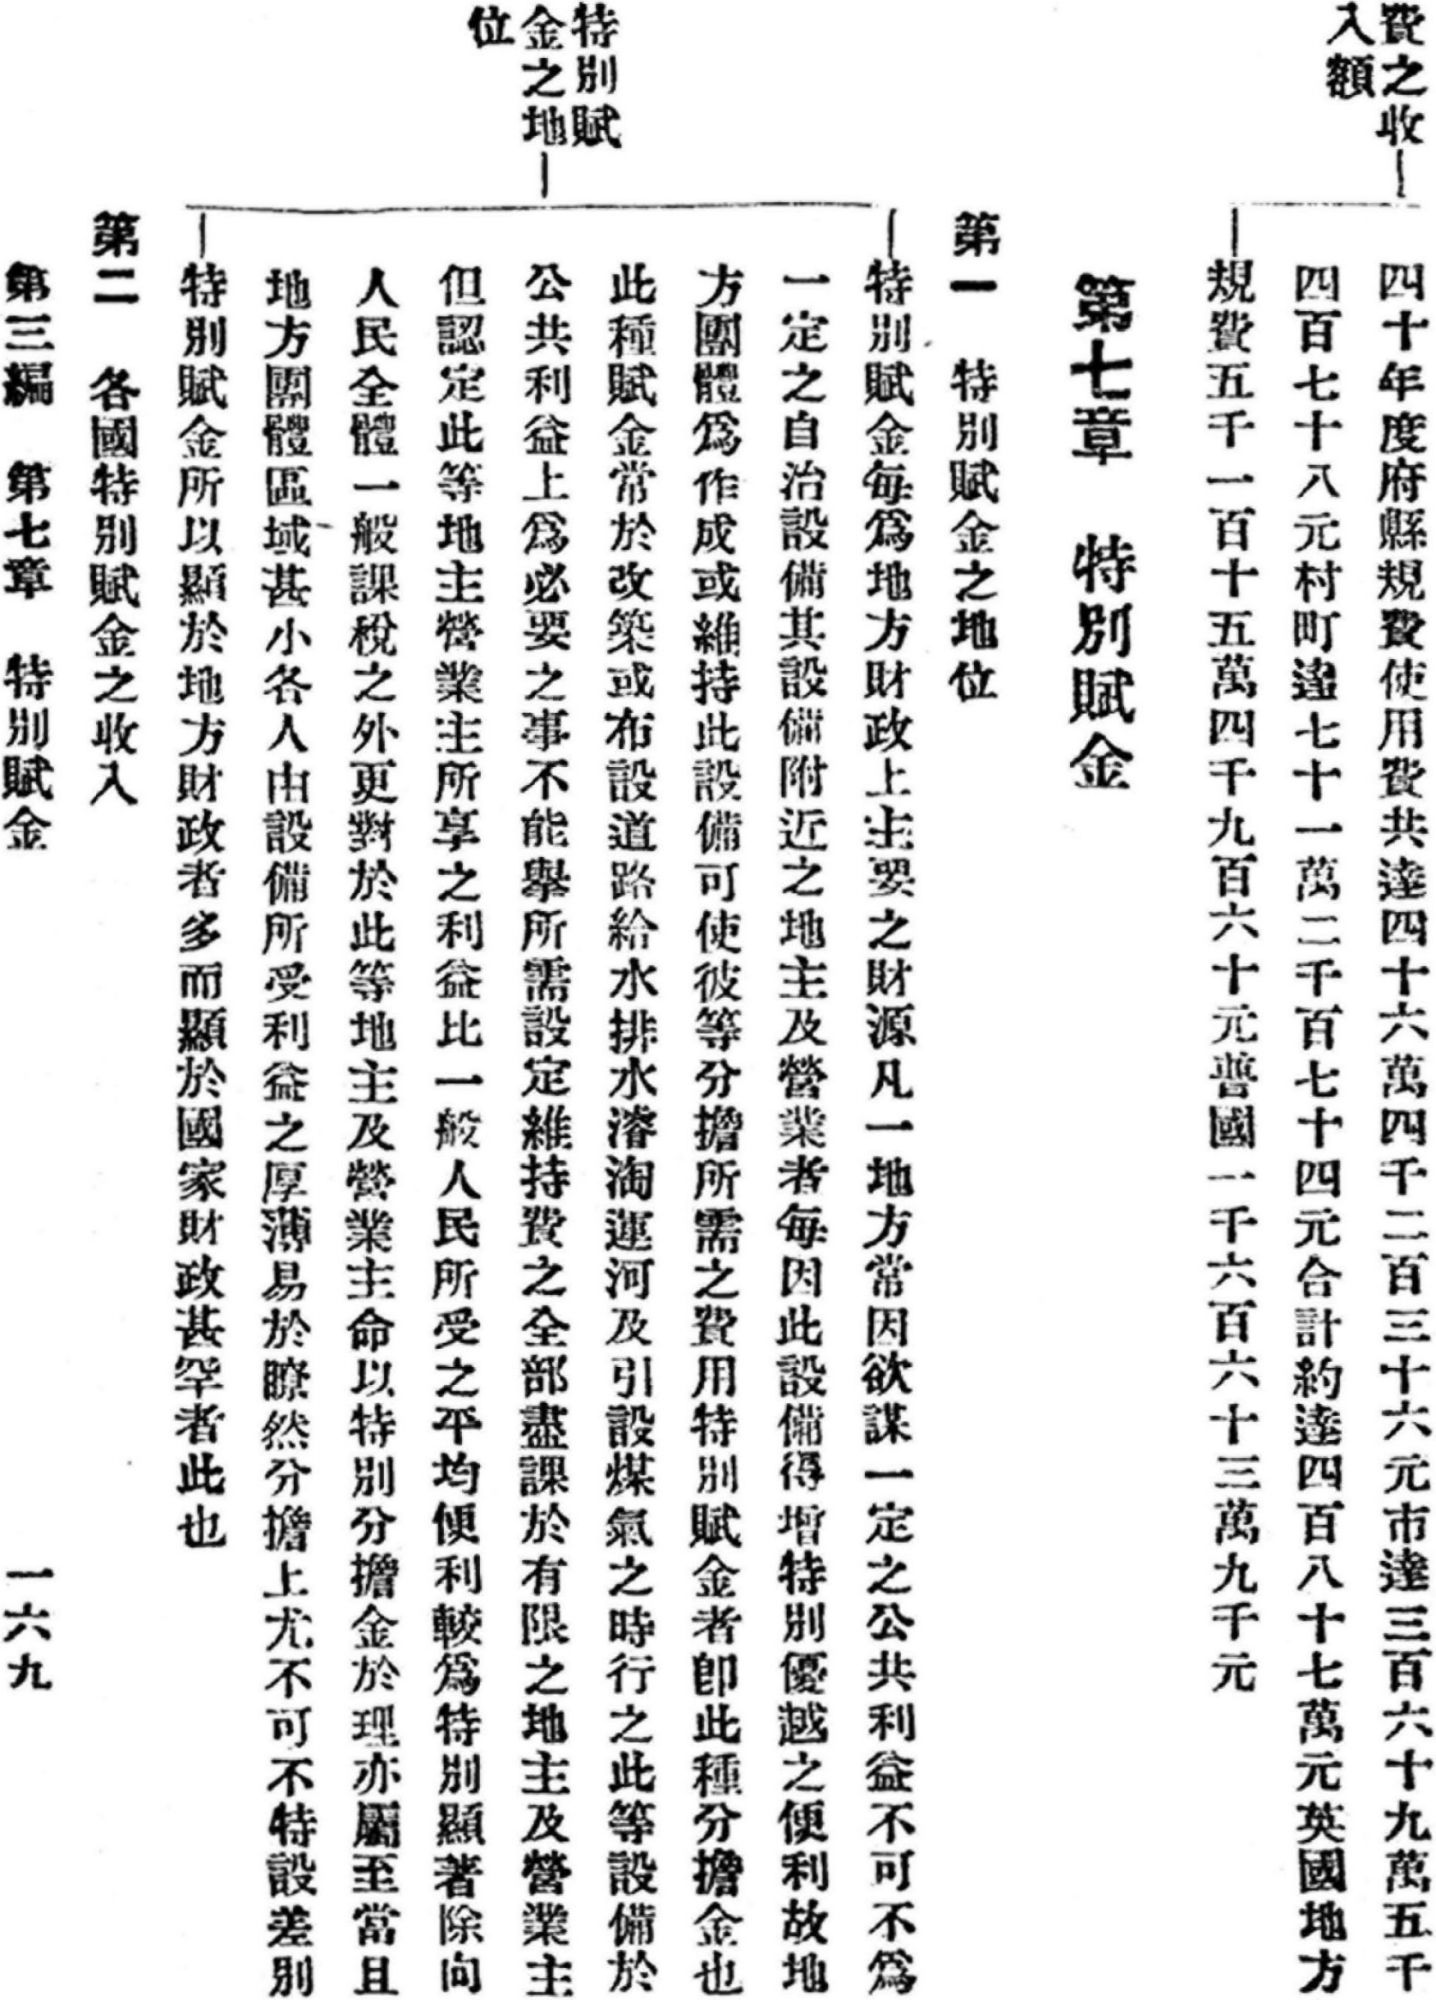 費之收
入額
四十年度府縣規費使用費共達四十六萬四千二百三十六元市達三百六十九萬五千
四百七十八元村町達七十一萬二千百七十四元合計約達四百八十七萬元英國地方
規費五千一百十五萬四千九百六十元普國一千六百六十三萬九千元
第七章　特別賦金
第一　特別賦金之地位
特別賦
金之地
位
特別賦金每爲地方財政上主要之財源凡一地方常因欲謀一定之公共利益不可不爲
一定之自治設備其設備附近之地主及營業者每因此設備得增特別優越之便利故地
方團體爲作成或維持此設備可使彼等分擔所需之費用特別賦金者卽此種分擔金也
此種賦金常於改築或布設道路給水排水濬淘運河及引設煤氣之時行之此等設備於
公共利益上爲必要之事不能舉所需設定維持費之全部盡課於有限之地主及營業主
但認定此等地主營業主所享之利益比一般人民所受之平均便利較爲特別顯著除向
人民全體一般課稅之外更對於此等地主及營業主命以特別分擔金於理亦屬至當且
地方團體區域甚小各人由設備所受利益之厚薄易於瞭然分擔上尤不可不特設差別
特別賦金所以顯於地方財政者多而顯於國家財政甚罕者此也
第二　各國特別賦金之收入
第三編　第七章　特別賦金
一六九